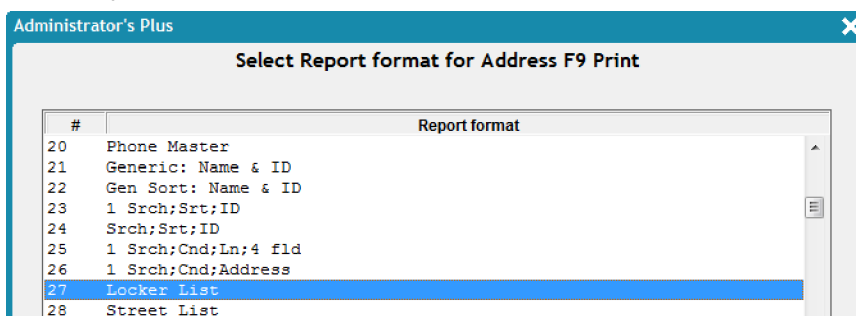 Administrator's Plus
Select Report format for Address F9 Print
# Report format
20 Phone Master
21 Generic: Name & ID
22 Gen Sort: Name & ID
23 1 Srch;Srt;ID
24 Srch;Srt;ID
25 1 Srch;Cnd;Ln;4 fld
26 1 Srch;Cnd;Address
27 Locker List
28 Street List